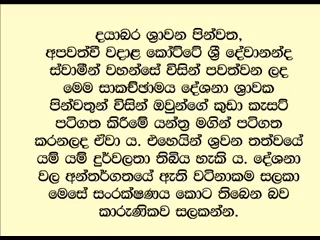 දයාබර ශ්‍රාවන පින්වත,
අපවත්වී වදාළ කෝට්ටේ ශ්‍රී දේවානන්ද
ස්වාමීන් වහන්සේ විසින් පවත්වන ලද
මෙම සාකච්ඡාමය දේශනා ශ්‍රාවක
පින්වතුන් විසින් ඔවුන්ගේ කුඩා කැසට්
පටිගත කිරීමේ යන්ත්‍ර මගින් පටිගත
කරනලද ඒවා ය. එහෙයින් ශ්‍රවන තත්වයේ
යම් යම් දුර්වලතා තිබිය හැකි ය. දේශනා
වල අන්තර්ගතයේ ඇති වටිනාකම සලකා
මෙසේ සංරක්ෂණය කොට තිබෙන බව
කාරුණිකව සලකන්න.